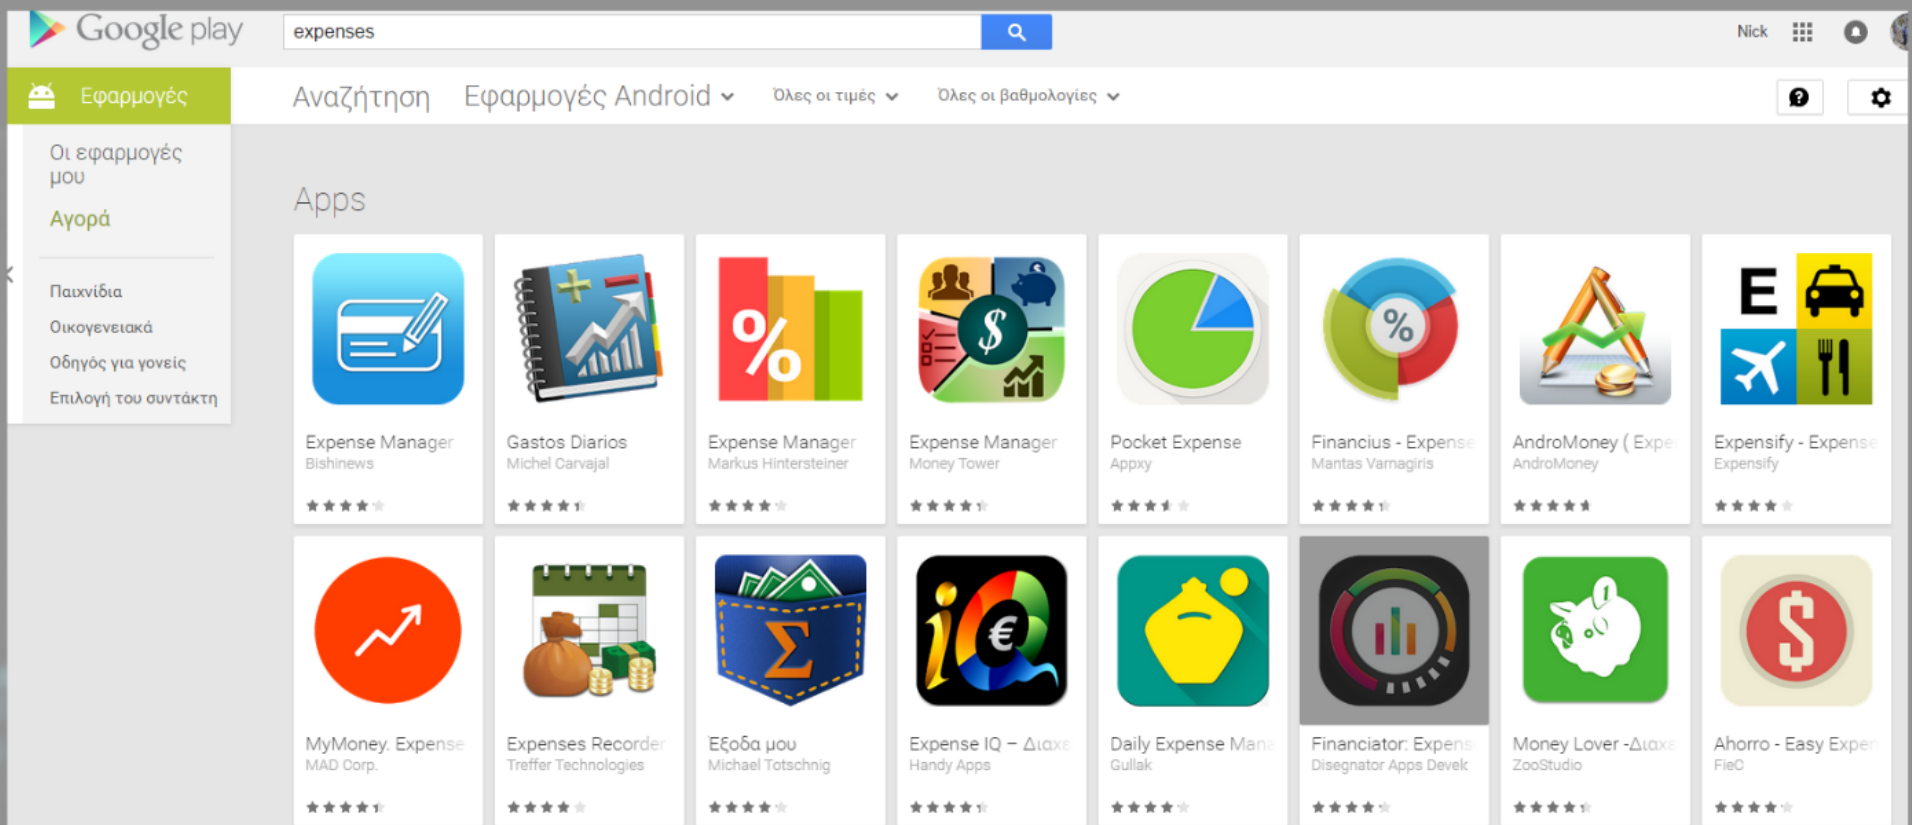 Google play
expenses
Nick
Εφαρμογές
Αναζήτηση Εφαρμογές Android Όλες οι τιμές Όλες οι βαθμολογίες
Οι εφαρμογές
μου
Αγορά
Παιχνίδια
Οικογενειακά
Οδηγός για γονείς
Επιλογή του συντάκτη
Apps
%
$
%
E
Expense Manager
Bishinews
Gastos Diarios
Michel Carvajal
Expense Manager
Markus Hintersteiner
Expense Manager
Money Tower
Pocket Expense
Appxy
Financius - Expense
Mantas Varnagiris
AndroMoney ( Expe
AndroMoney
Expensify - Expense
Expensify
Σ
iQ
€
1
$
MyMoney. Expense
MAD Corp.
Expenses Recorder
Treffer Technologies
Έξοδα μου
Michael Totschnig
Expense IQ – Διαχε
Handy Apps
Daily Expense Mana
Gullak
Financiator: Expens
Disegnator Apps Devek
Money Lover -Διαχε
ZooStudio
Ahorro - Easy Expen
FieC